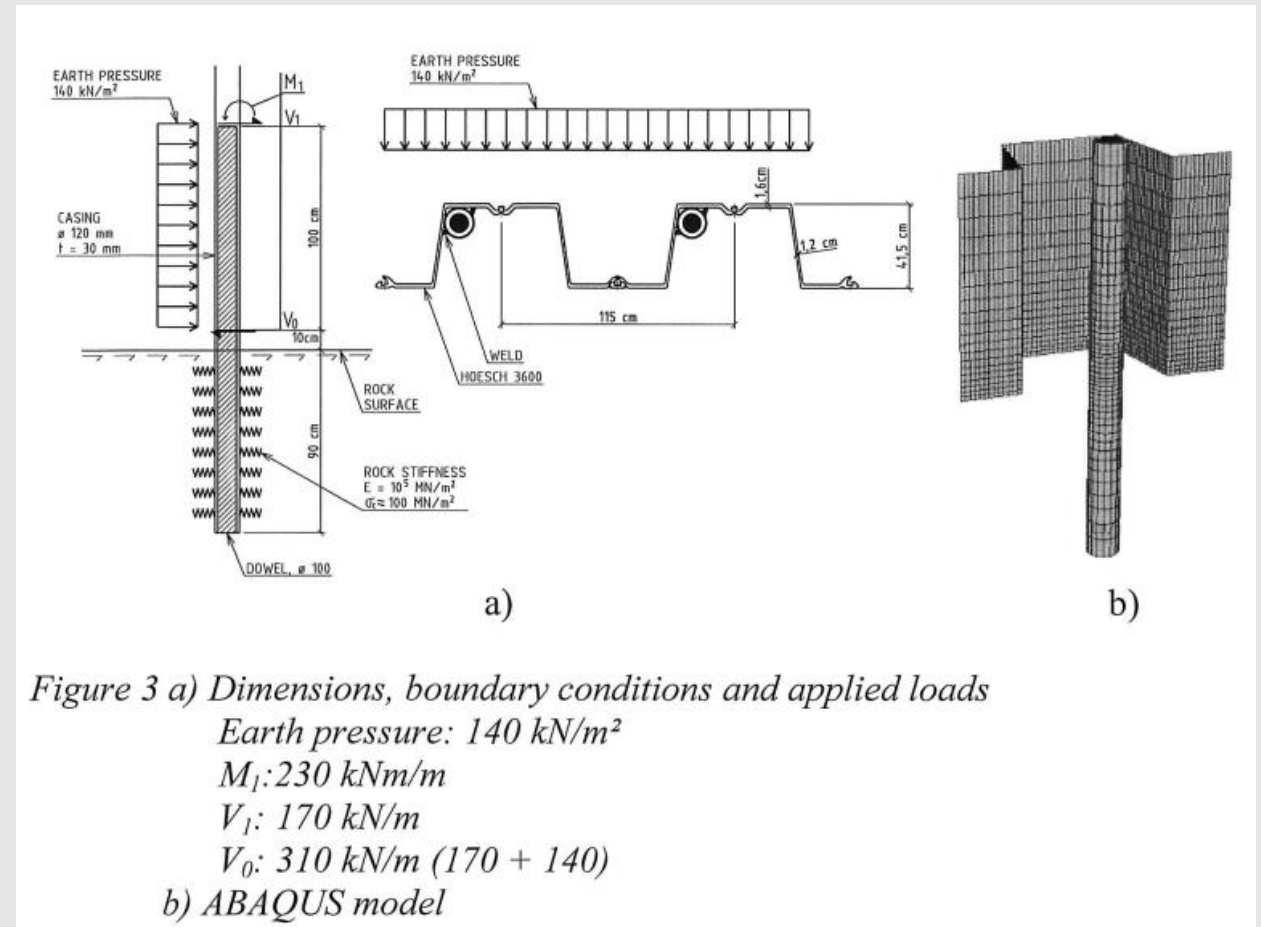 EARTH PRESSURE
140 kN/m²
M₁
V₁
CASING
ø 120 mm
t = 30 mm
100 cm
V₀
10cm
ROCK
SURFACE
90 cm
ROCK STIFFNESS
E = 10⁵ MN/m²
σ ≈ 100 MN/m²
DOWEL, ø 100
EARTH PRESSURE
140 kN/m²
1,6cm
1,2 cm
41,5 cm
115 cm
WELD
HOESCH 3600
a)
b)
Figure 3 a) Dimensions, boundary conditions and applied loads
Earth pressure: 140 kN/m²
M₁:230 kNm/m
V₁: 170 kN/m
V₀: 310 kN/m (170 + 140)
b) ABAQUS model